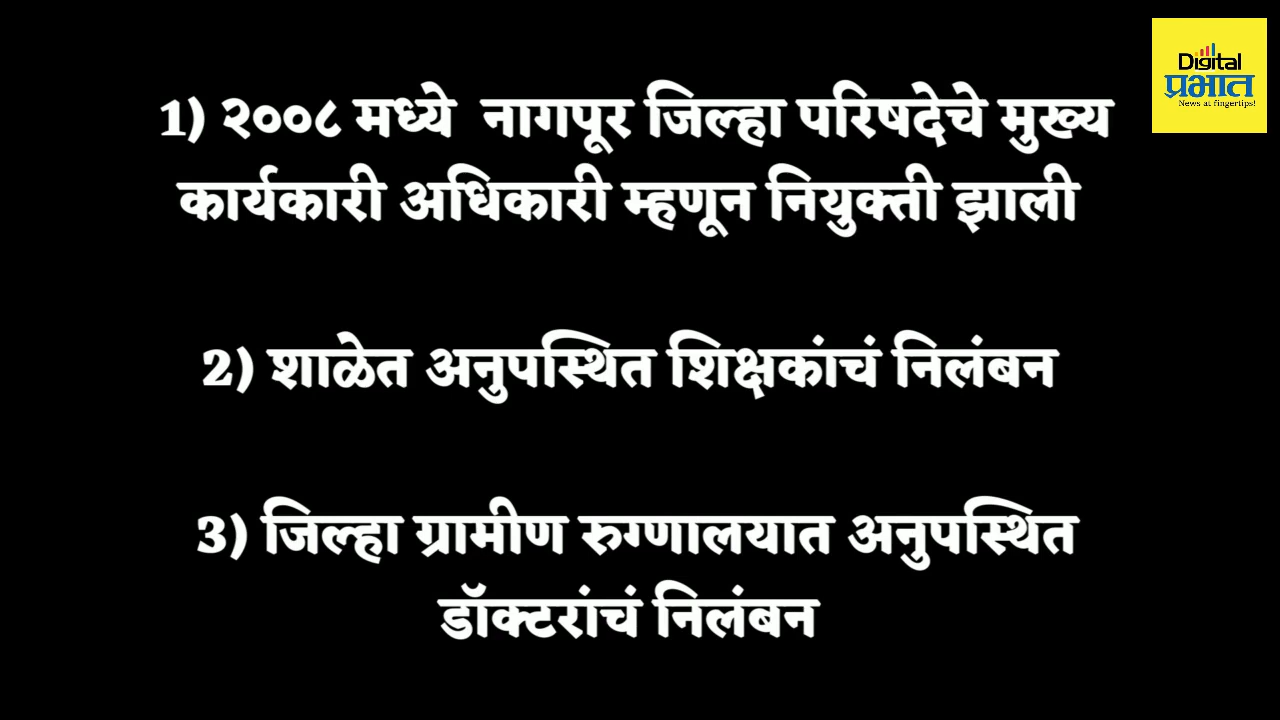 Digital
प्रभात
News at fingertips!
1) २००८ मध्ये नागपूर जिल्हा परिषदेचे मुख्य
कार्यकारी अधिकारी म्हणून नियुक्ती झाली
2) शाळेत अनुपस्थित शिक्षकांचं निलंबन
3) जिल्हा ग्रामीण रुग्णालयात अनुपस्थित
डॉक्टरांचं निलंबन